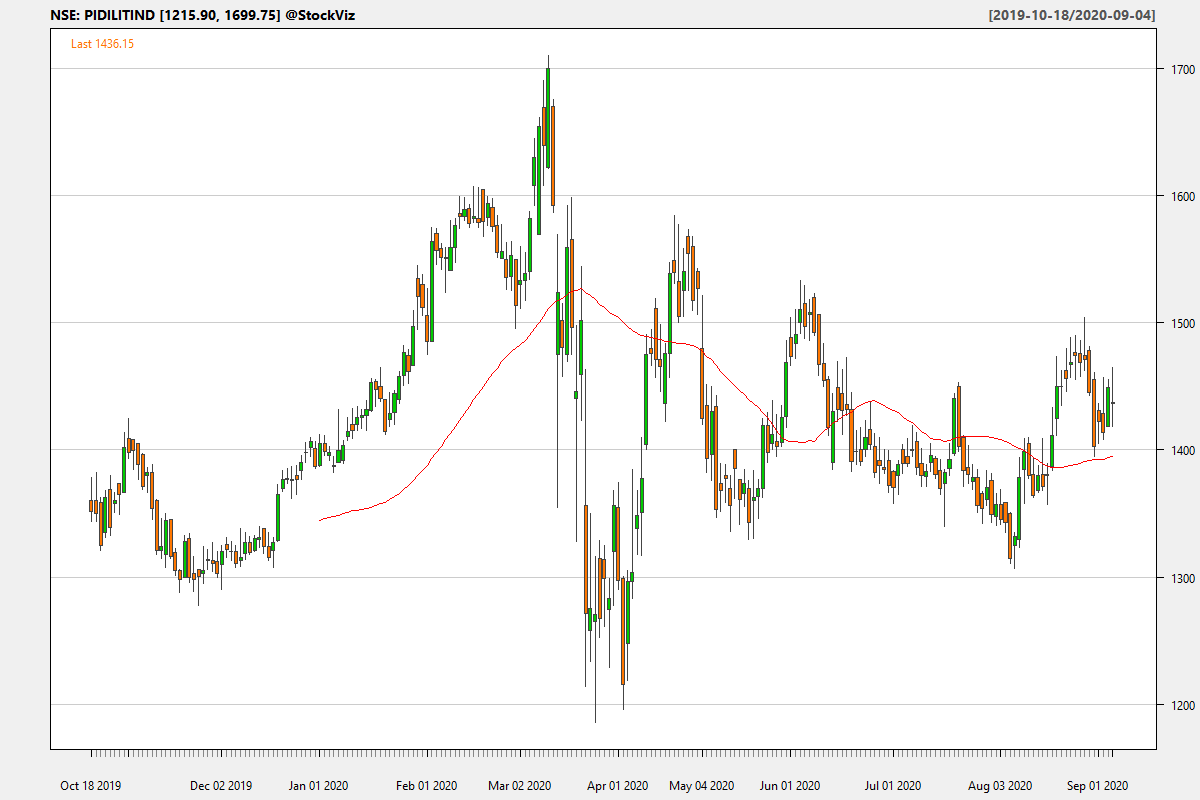 NSE: PIDILITIND [1215.90, 1699.75] @StockViz [2019-10-18/2020-09-04]
Last 1436.15
1700
1600
1500
1400
1300
1200
Oct 18 2019 Dec 02 2019 Jan 01 2020 Feb 01 2020 Mar 02 2020 Apr 01 2020 May 04 2020 Jun 01 2020 Jul 01 2020 Aug 03 2020 Sep 01 2020